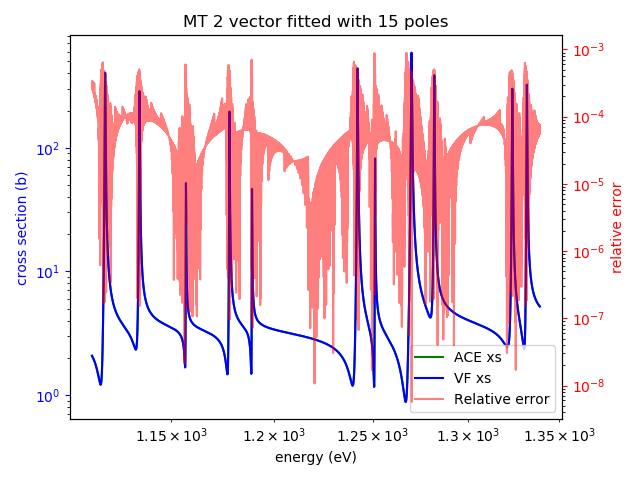 MT 2 vector fitted with 15 poles
cross section (b)
10² 10¹ 10⁰
10⁻³ 10⁻⁴ 10⁻⁵ 10⁻⁶ 10⁻⁷ 10⁻⁸
relative error
ACE xs
VF xs
Relative error
1.15 × 10³ 1.2 × 10³ 1.25 × 10³ 1.3 × 10³ 1.35 × 10³
energy (eV)